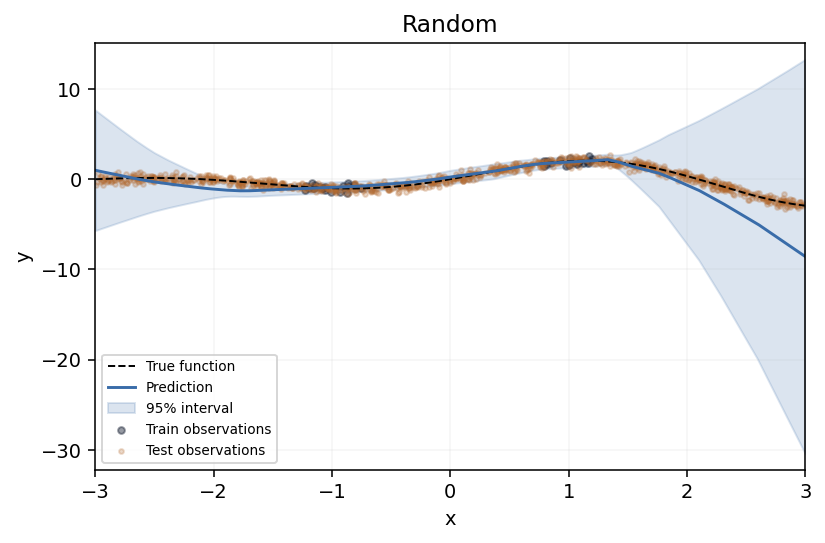 Random
10
0
−10
−20
−30
y
True function
Prediction
95% interval
Train observations
Test observations
−3 −2 −1 0 1 2 3
x